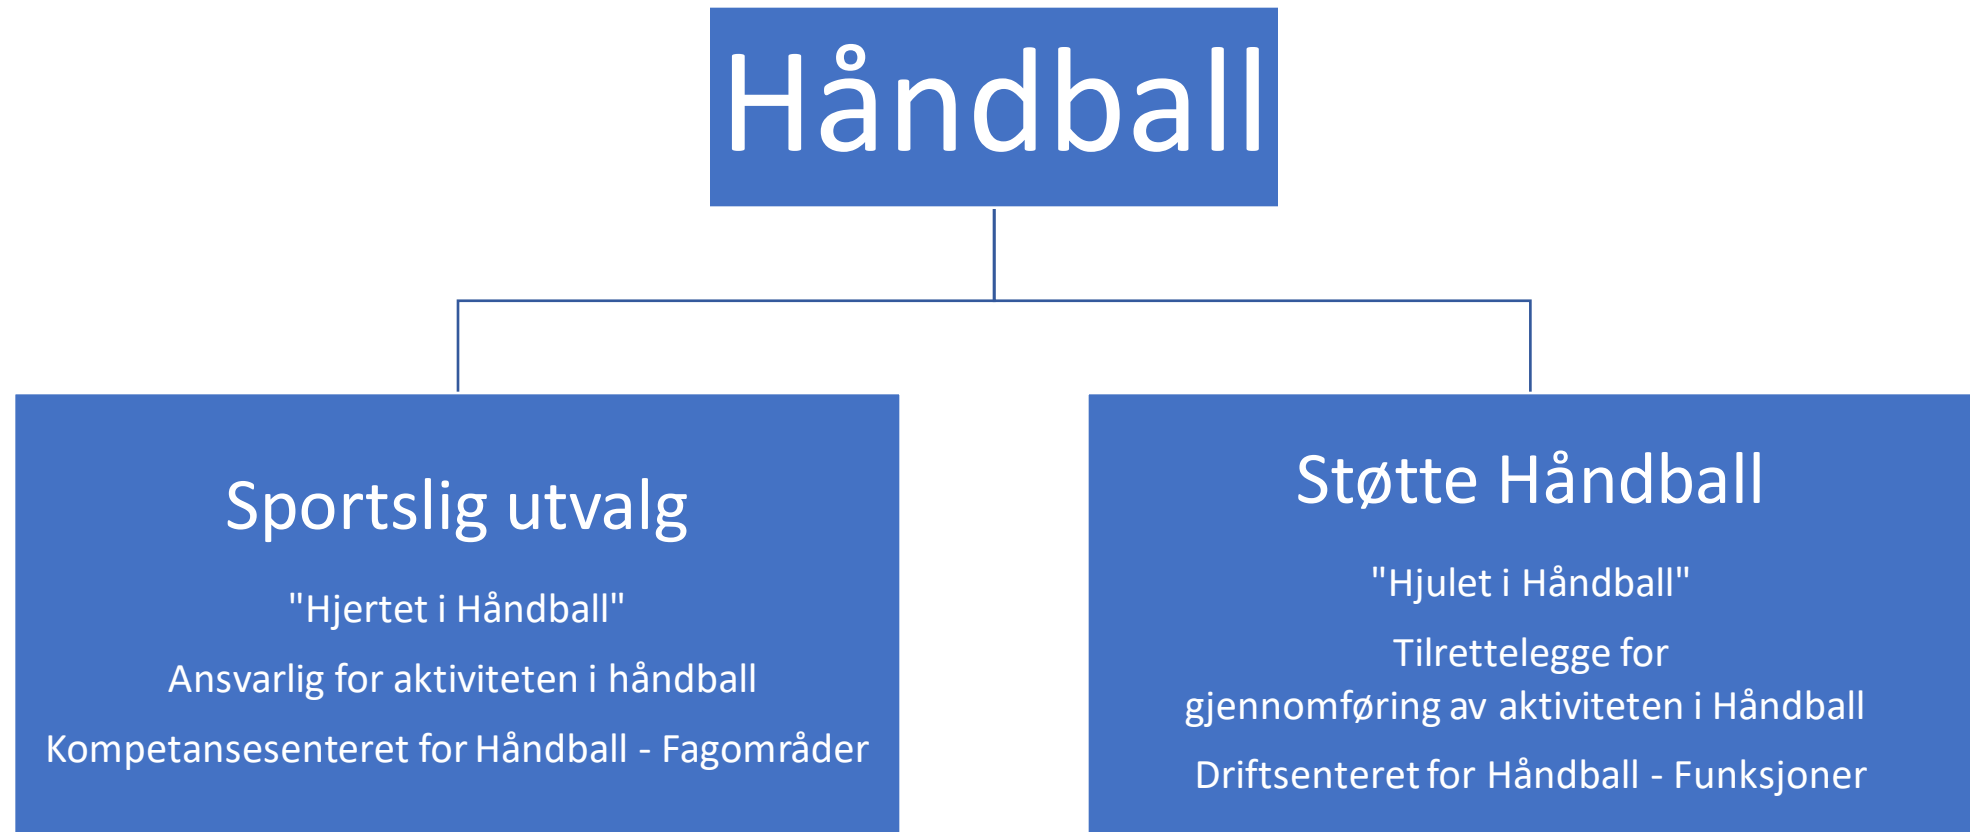 Håndball
Sportslig utvalg
"Hjertet i Håndball"
Ansvarlig for aktiviteten i håndball
Kompetansesenteret for Håndball - Fagområder
Støtte Håndball
"Hjulet i Håndball"
Tilrettelegge for
gjennomføring av aktiviteten i Håndball
Driftsenteret for Håndball - Funksjoner